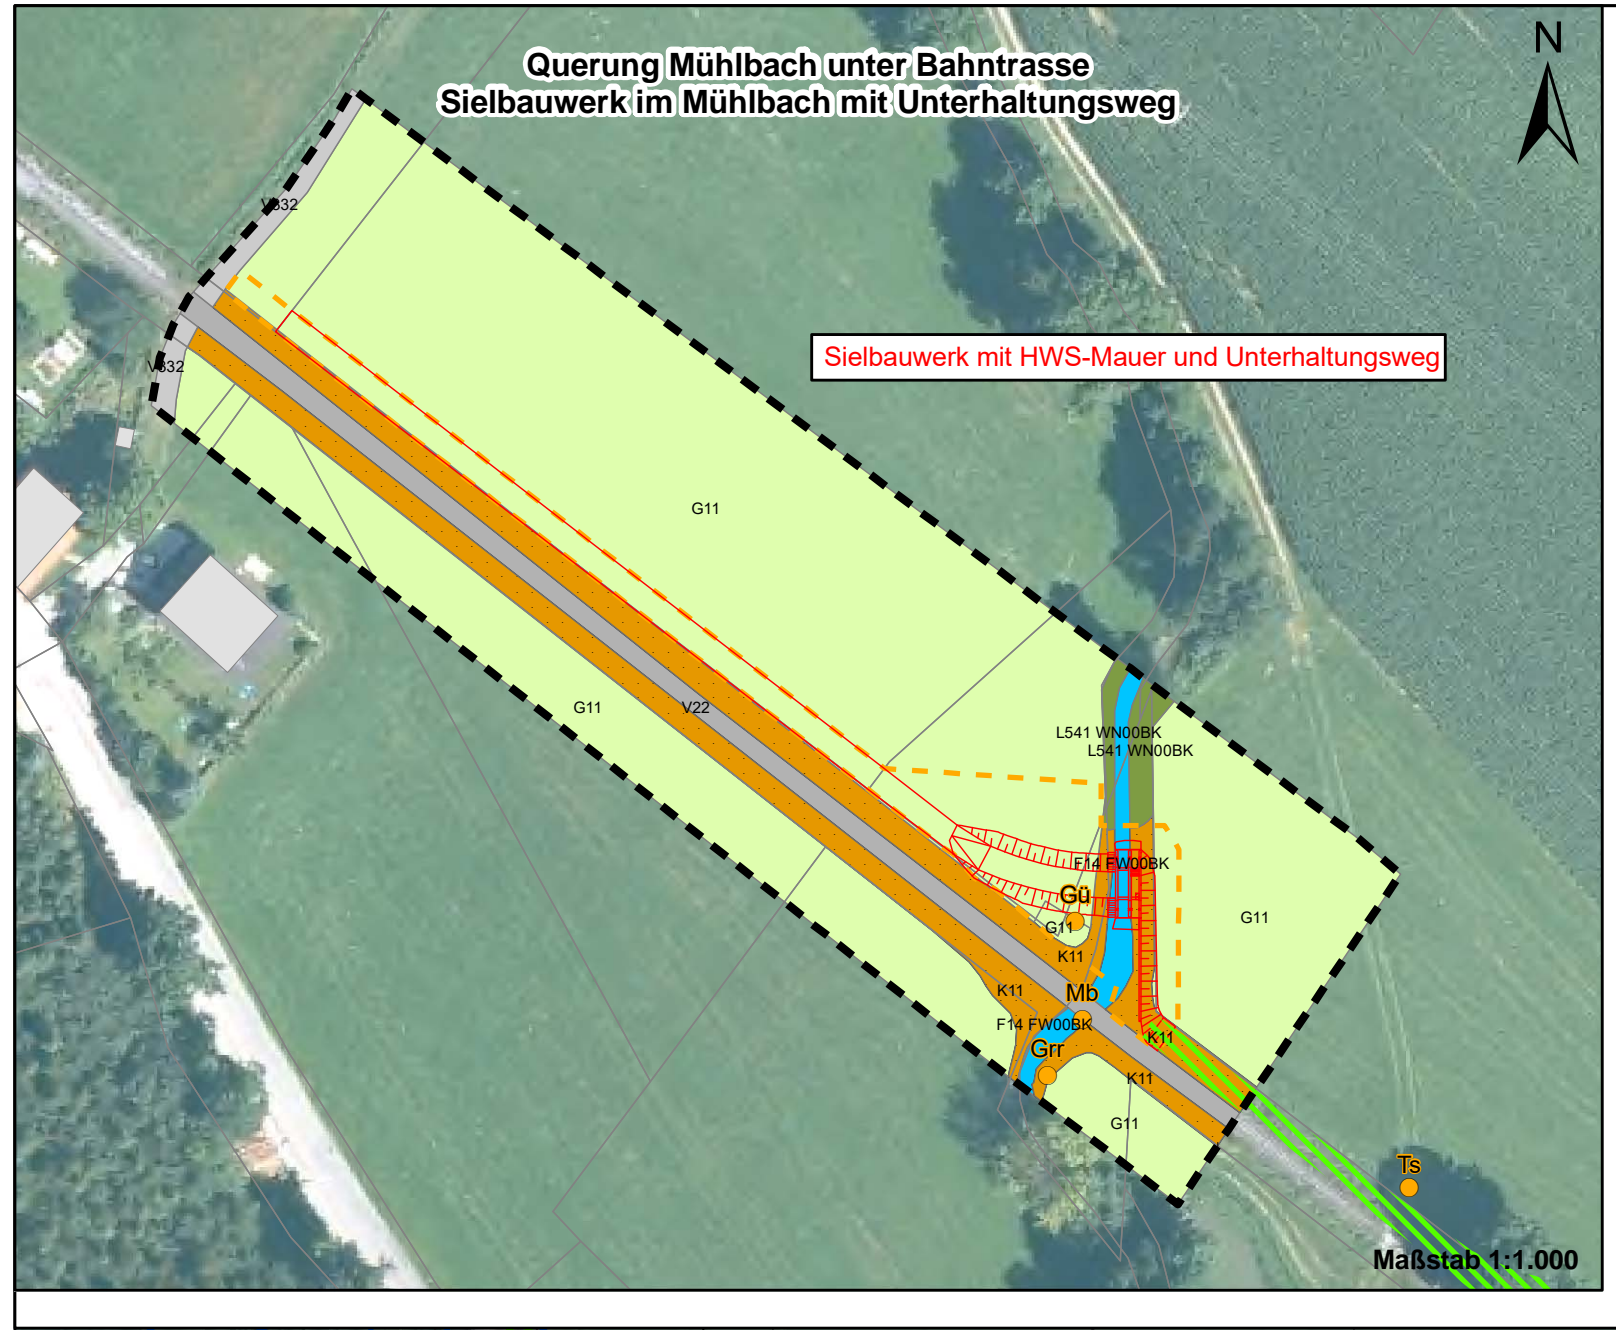 Querung Mühlbach unter Bahntrasse
Sielbauwerk im Mühlbach mit Unterhaltungsweg
N
V332
Sielbauwerk mit HWS-Mauer und Unterhaltungsweg
V332
G11
G11
V22
L541 WN00BK
L541 WN00BK
F14 FW00BK
Gü
G11
G11
K11
K11
Mb
F14 FW00BK
K11
Grr
K11
G11
Ts
Maßstab 1:1.000